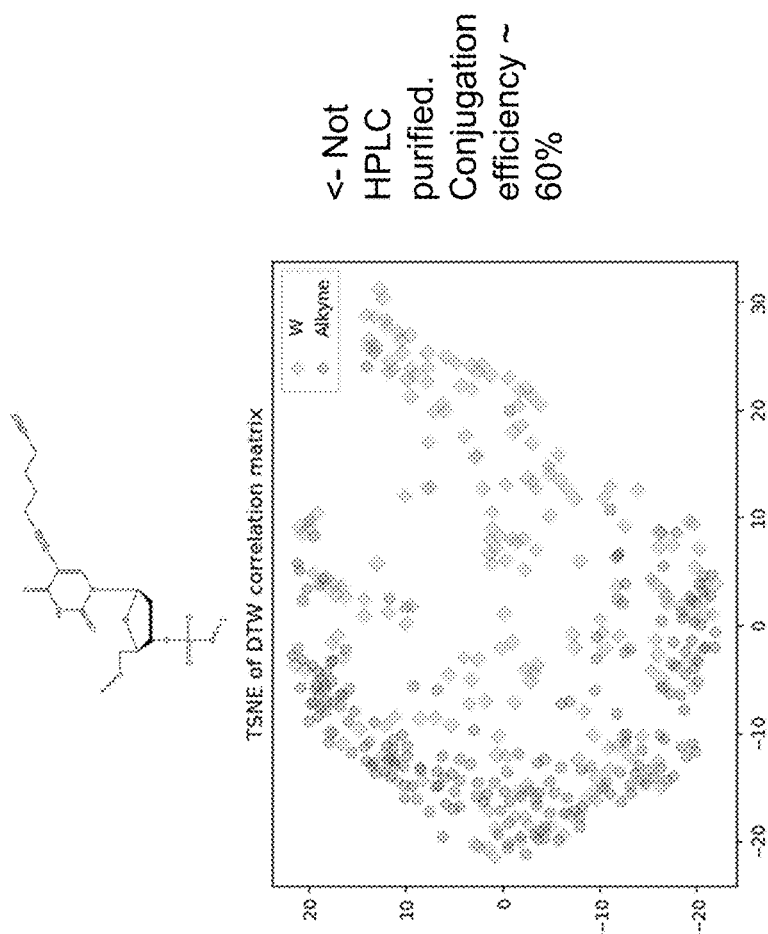 TSNE of DTW correlation matrix
W
Alkyne
20
10
0
-10
-20
-20
-10
0
10
20
30
<- Not
HPLC
purified.
Conjugation
efficiency ~
60%